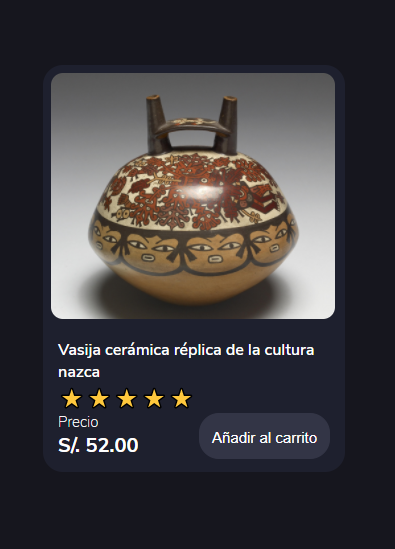 Vasija cerámica réplica de la cultura
nazca
Precio
S/. 52.00
Añadir al carrito